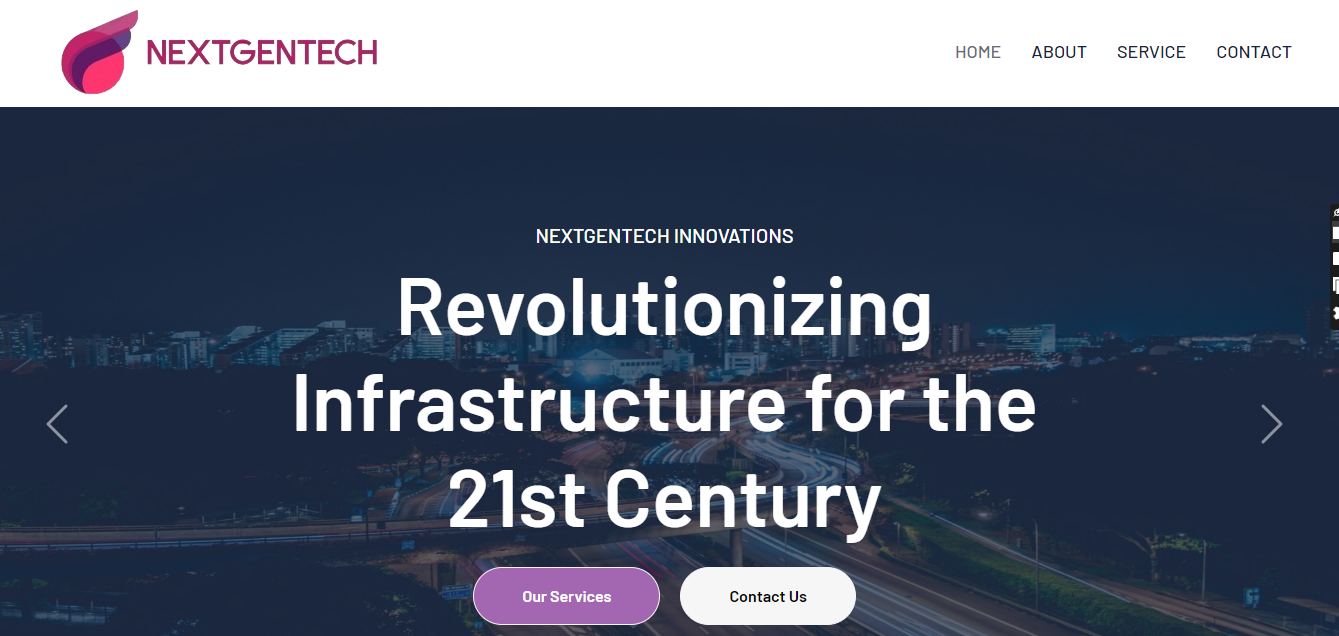 NEXTGENTECH
HOME
ABOUT
SERVICE
CONTACT
NEXTGENTECH INNOVATIONS
Revolutionizing
Infrastructure for the
21st Century
Our Services
Contact Us